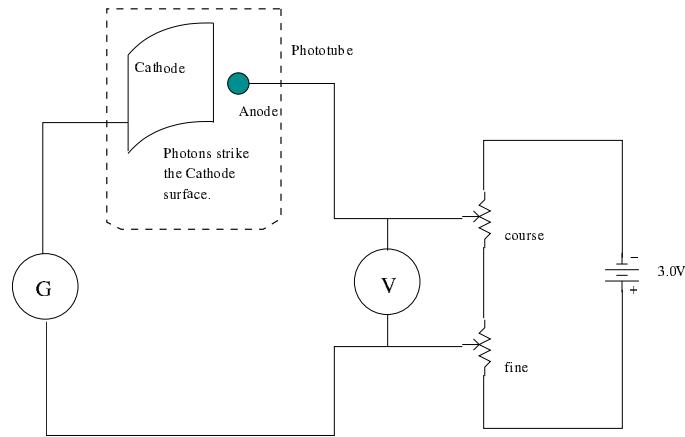 Phototube
Cathode
Anode
Photons strike
the Cathode
surface.
course
G
V
−
3.0V
+
fine